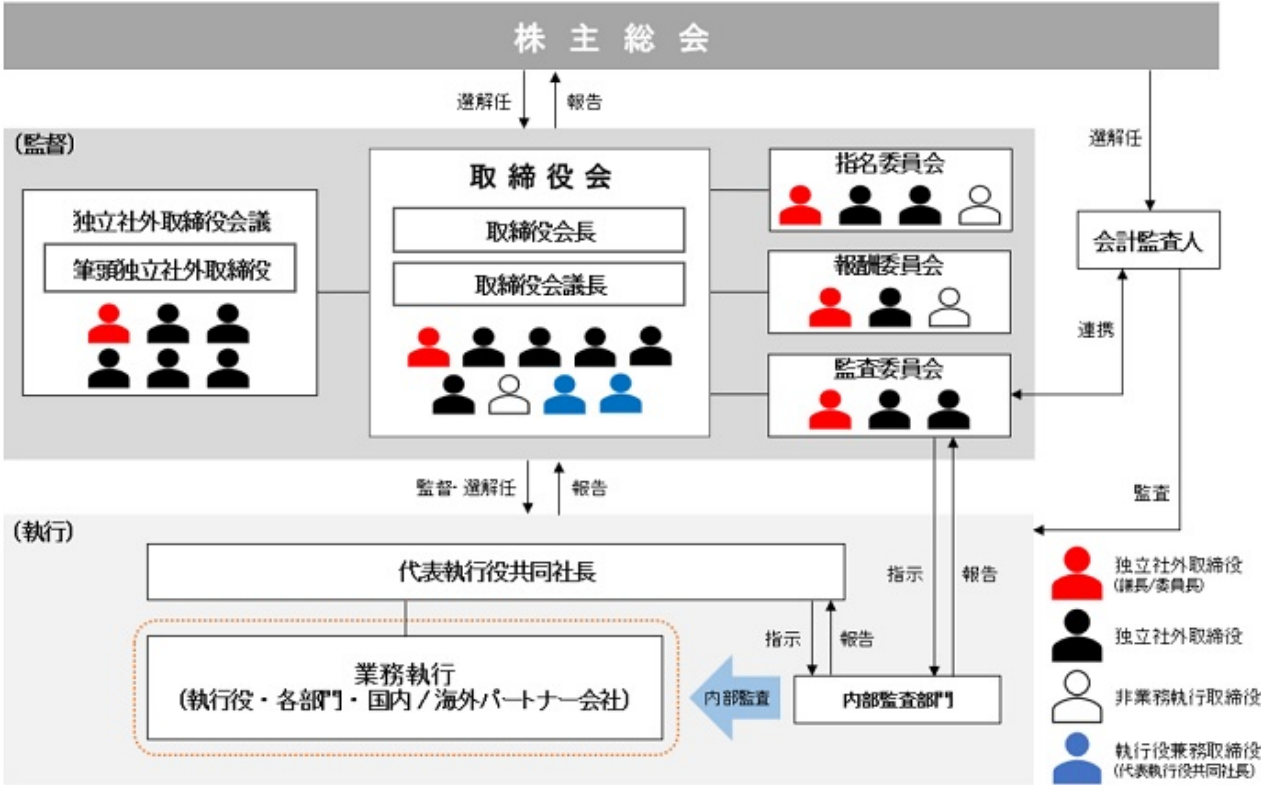 株主総会
選解任
報告
選解任
(監督)
独立社外取締役会議
筆頭独立社外取締役
取締役会
取締役会長
取締役会議長
指名委員会
報酬委員会
監査委員会
会計監査人
連携
監査
監督・選解任
報告
(執行)
代表執行役共同社長
指示
報告
指示
報告
業務執行
(執行役・各部門・国内/海外パートナー会社)
内部監査
内部監査部門
独立社外取締役
(議長/委員長)
独立社外取締役
非業務執行取締役
執行役兼務取締役
(代表執行役共同社長)